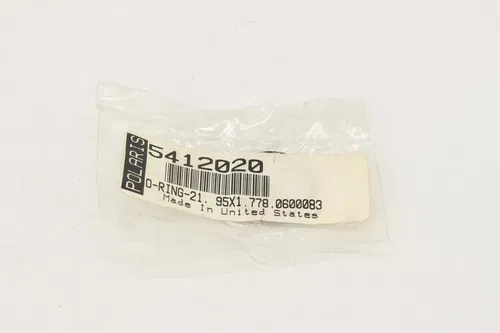 POLARIS
5412020
O-RING-21. 95X1.778.0600083
Made In United States